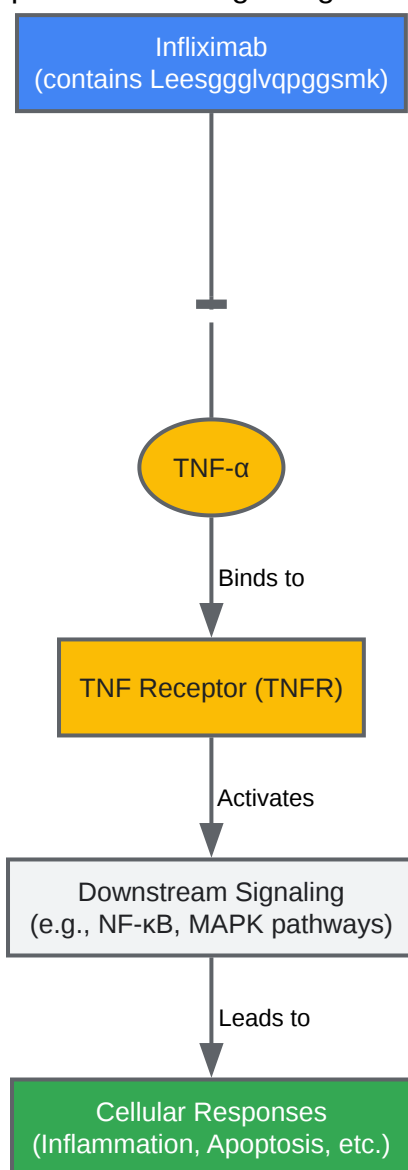 Infliximab
(contains Leesggglvqpggsmk)
TNF-α
Binds to
TNF Receptor (TNFR)
Activates
Downstream Signaling
(e.g., NF-κB, MAPK pathways)
Leads to
Cellular Responses
(Inflammation, Apoptosis, etc.)